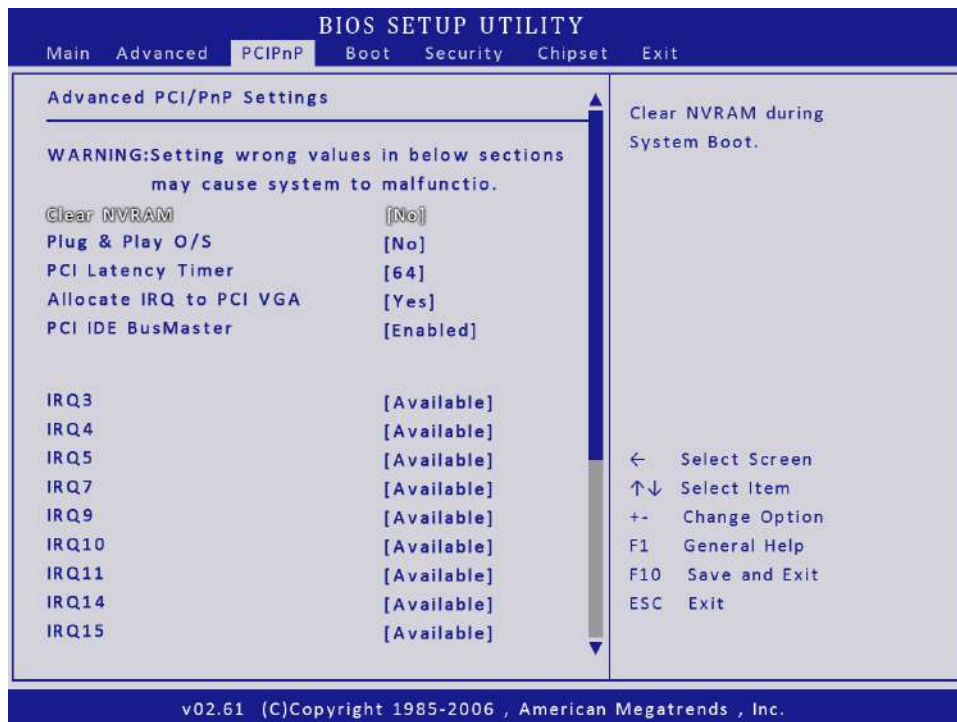 BIOS SETUP UTILITY
Main Advanced PCIPnP Boot Security Chipset Exit
Advanced PCI/PnP Settings
WARNING:Setting wrong values in below sections
may cause system to malfunctio.
Clear NVRAM [No]
Plug & Play O/S [No]
PCI Latency Timer [64]
Allocate IRQ to PCI VGA [Yes]
PCI IDE BusMaster [Enabled]
IRQ3 [Available]
IRQ4 [Available]
IRQ5 [Available]
IRQ7 [Available]
IRQ9 [Available]
IRQ10 [Available]
IRQ11 [Available]
IRQ14 [Available]
IRQ15 [Available]
Clear NVRAM during
System Boot.
← Select Screen
↑↓ Select Item
+- Change Option
F1 General Help
F10 Save and Exit
ESC Exit
v02.61 (C)Copyright 1985-2006 , American Megatrends , Inc.